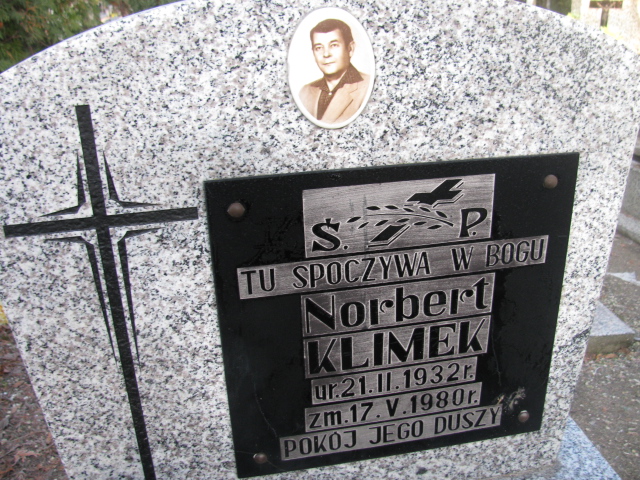 Ś. P.
TU SPOCZYWA W BOGU
Norbert
KLIMEK
ur. 21. II. 1932 r.
zm. 17. V. 1980 r.
POKÓJ JEGO DUSZY